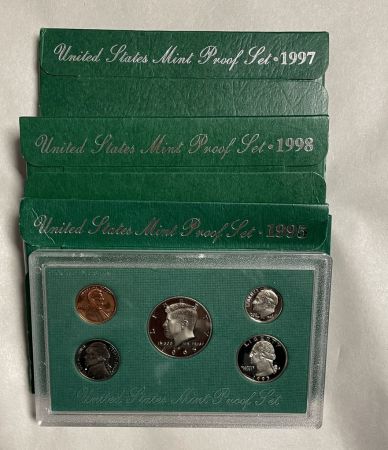 United States Mint Proof Set • 1997
United States Mint Proof Set • 1998
United States Mint Proof Set • 1995
LIBERTY
United States Mint Proof Set